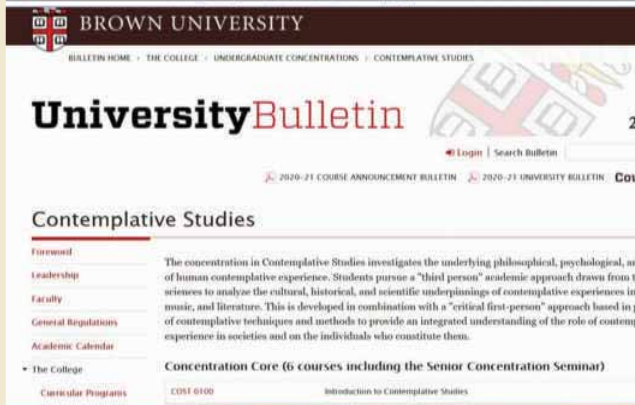 BROWN UNIVERSITY
BULLETIN HOME › THE COLLEGE › UNDERGRADUATE CONCENTRATIONS › CONTEMPLATIVE STUDIES
UniversityBulletin
2
Login | Search Bulletin
2020-21 COURSE ANNOUNCEMENT BULLETIN 2020-21 UNIVERSITY BULLETIN Cou
Contemplative Studies
Foreword
Leadership
Faculty
General Regulations
Academic Calendar
The College
Curricular Programs
The concentration in Contemplative Studies investigates the underlying philosophical, psychological, a
of human contemplative experience. Students pursue a "third person" academic approach drawn from t
sciences to analyze the cultural, historical, and scientific underpinnings of contemplative experiences in
music, and literature. This is developed in combination with a "critical first-person" approach based in p
of contemplative techniques and methods to provide an integrated understanding of the role of contemp
experience in societies and on the individuals who constitute them.
Concentration Core (6 courses including the Senior Concentration Seminar)
COST 0100 Introduction to Contemplative Studies